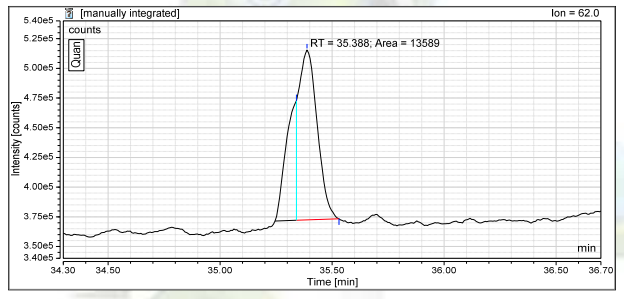 [manually integrated]
Ion = 62.0
counts
Quan
RT = 35.388; Area = 13589
5.40e5
5.25e5
5.00e5
4.75e5
4.50e5
4.25e5
4.00e5
3.75e5
3.50e5
3.40e5
Intensity [counts]
min
34.30 34.50 35.00 35.50 36.00 36.50 36.70
Time [min]